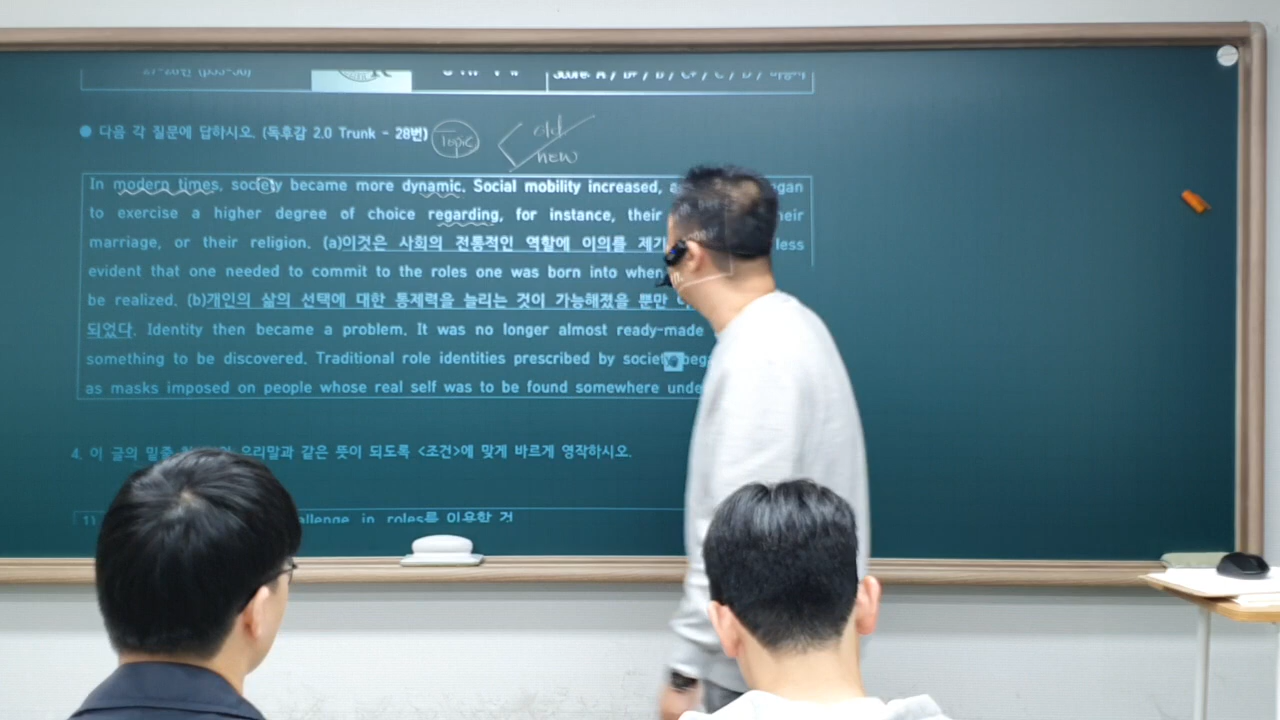 27-28번 (p35-36) Score: A / B+ / B / C+ / C / D /
● 다음 각 질문에 답하시오. (독후감 2.0 Trunk - 28번) Topic old new
In modern times, society became more dynamic. Social mobility increased,
to exercise a higher degree of choice regarding, for instance, their
marriage, or their religion. (a)이것은 사회의 전통적인 역할에 이의를 less
evident that one needed to commit to the roles one was born into
be realized. (b)개인의 삶의 선택에 대한 통제력을 늘리는 것이 가능해졌을 뿐만
되었다. Identity then became a problem. It was no longer almost ready-made
something to be discovered. Traditional role identities prescribed by society
as masks imposed on people whose real self was to be found somewhere
4. 이 글의 밑줄 우리말과 같은 뜻이 되도록 <조건>에 맞게 바르게 영작하시오.
1) in roles를 이용할 것